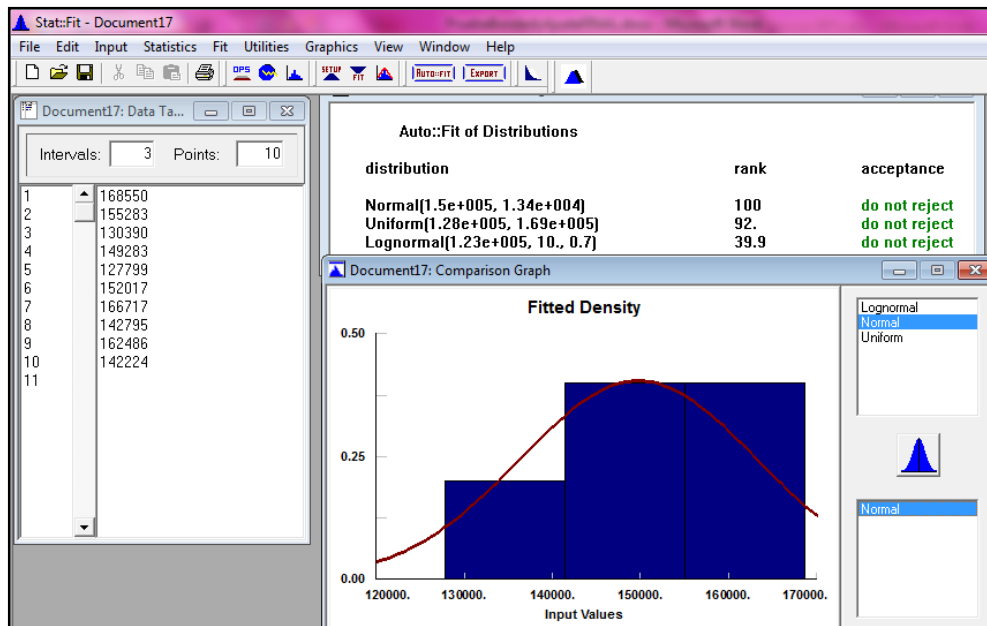 Stat::Fit - Document17
File Edit Input Statistics Fit Utilities Graphics View Window Help
OPS SETUP FIT AUTO::FIT EXPORT
Document17: Data Ta...
Intervals: 3 Points: 10
1 168550
2 155283
3 130390
4 149283
5 127799
6 152017
7 166717
8 142795
9 162486
10 142224
11
Auto::Fit of Distributions
distribution rank acceptance
Normal(1.5e+005, 1.34e+004) 100 do not reject
Uniform(1.28e+005, 1.69e+005) 92. do not reject
Lognormal(1.23e+005, 10., 0.7) 39.9 do not reject
Document17: Comparison Graph
Fitted Density
0.50
0.25
0.00
120000. 130000. 140000. 150000. 160000. 170000.
Input Values
Lognormal
Normal
Uniform
Normal